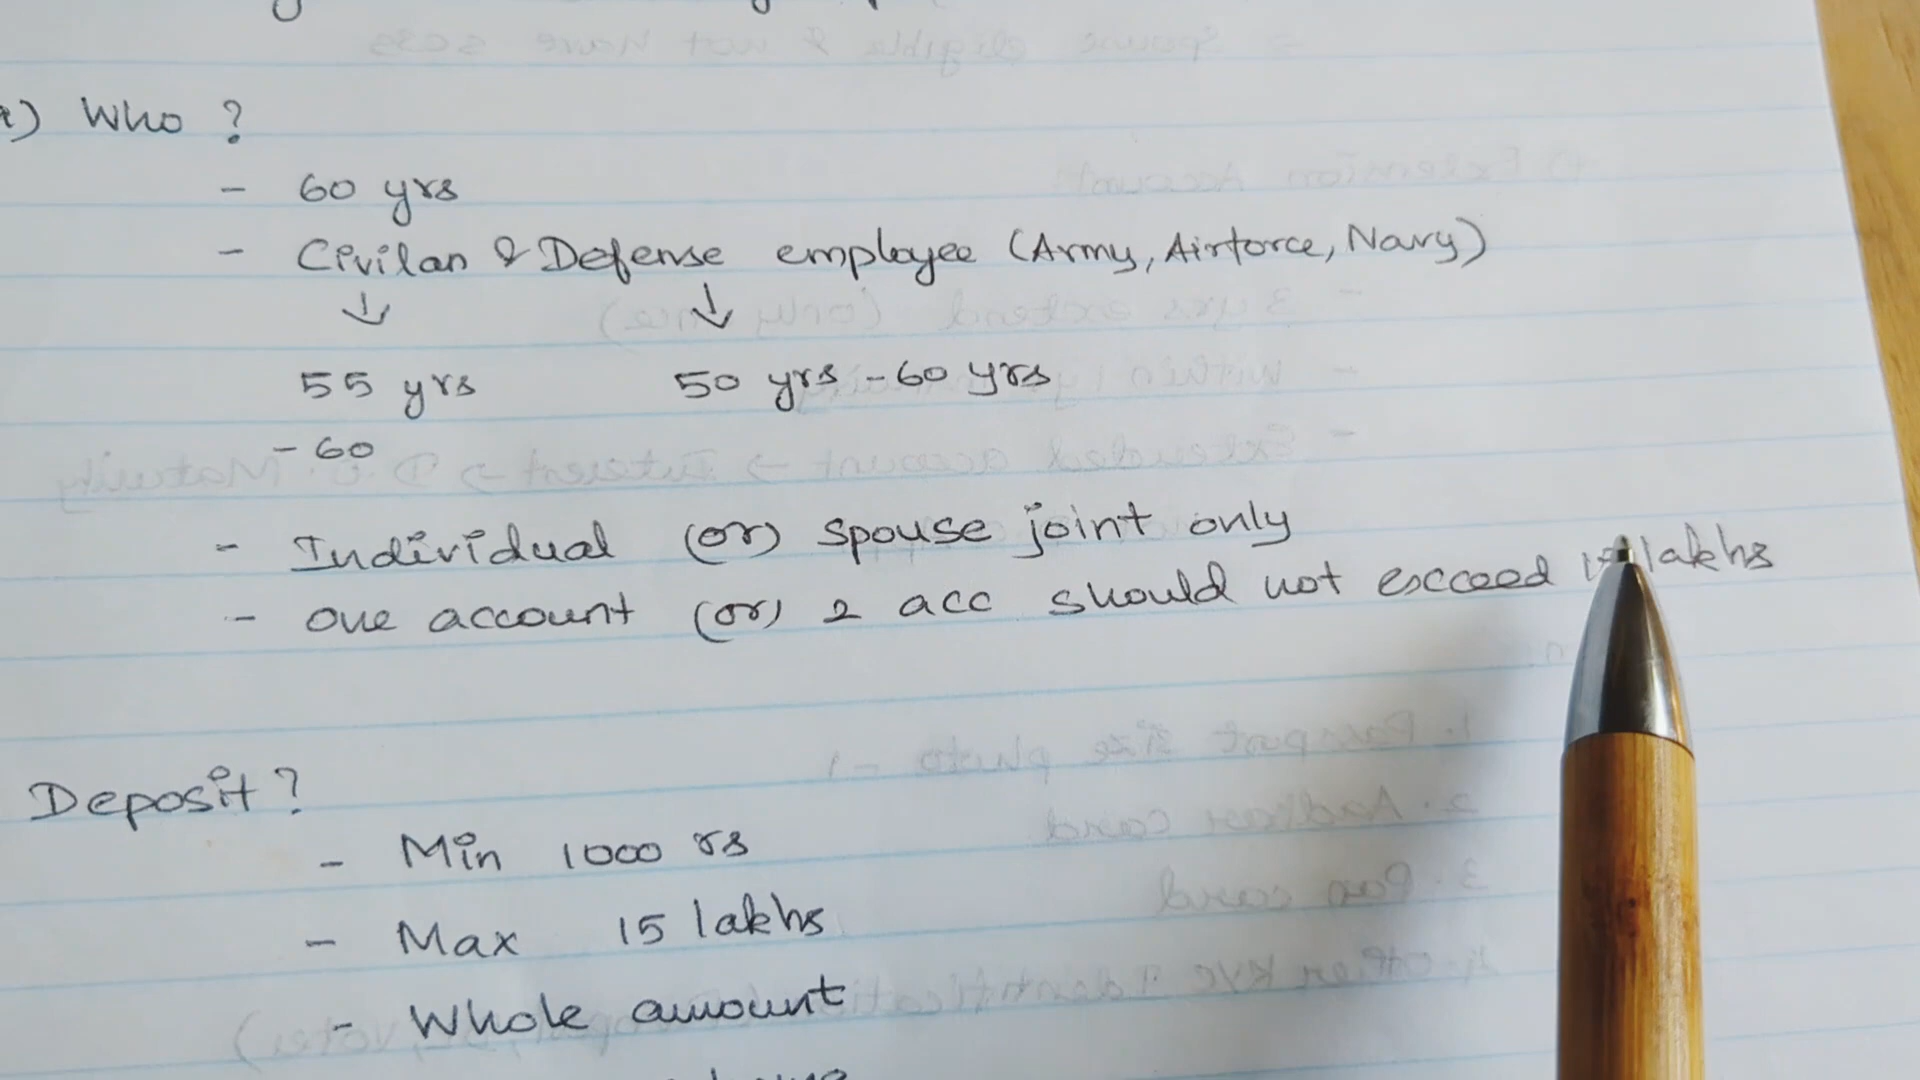 Who ?
- 60 yrs
- Civilan & Defense employee (Army, Airforce, Navy)
↓ ↓
55 yrs 50 yrs - 60 yrs
- 60
- Individual (or) spouse joint only
- one account (or) 2 acc should not exceed lakhs
Deposit ?
- Min 1000 rs
- Max 15 lakhs
- Whole amount